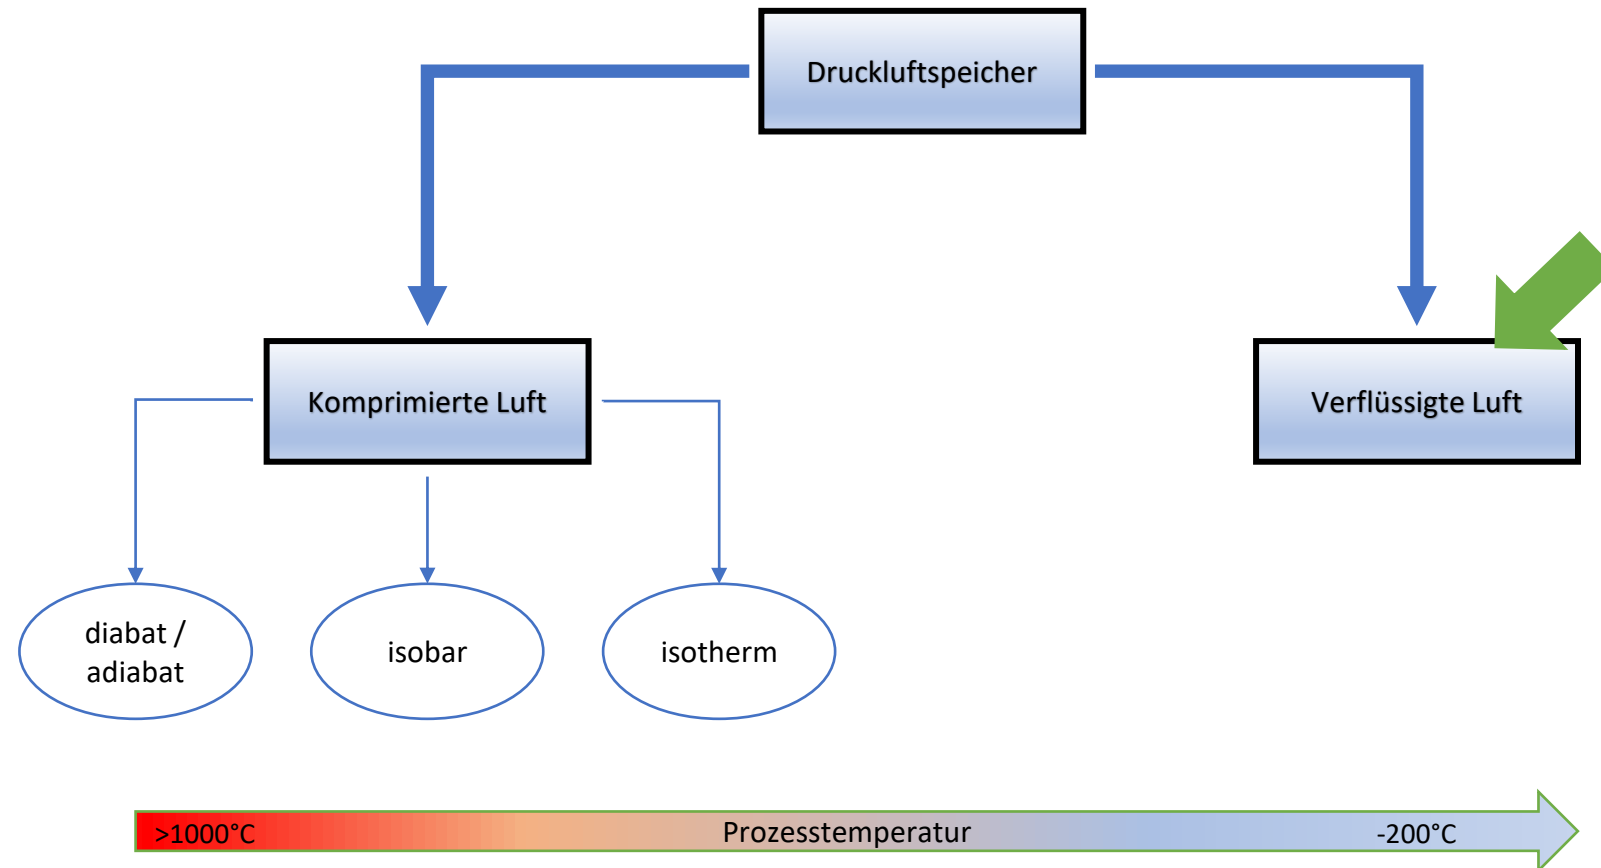 Druckluftspeicher
Komprimierte Luft
Verflüssigte Luft
diabat /
adiabat
isobar
isotherm
>1000°C
Prozesstemperatur
-200°C